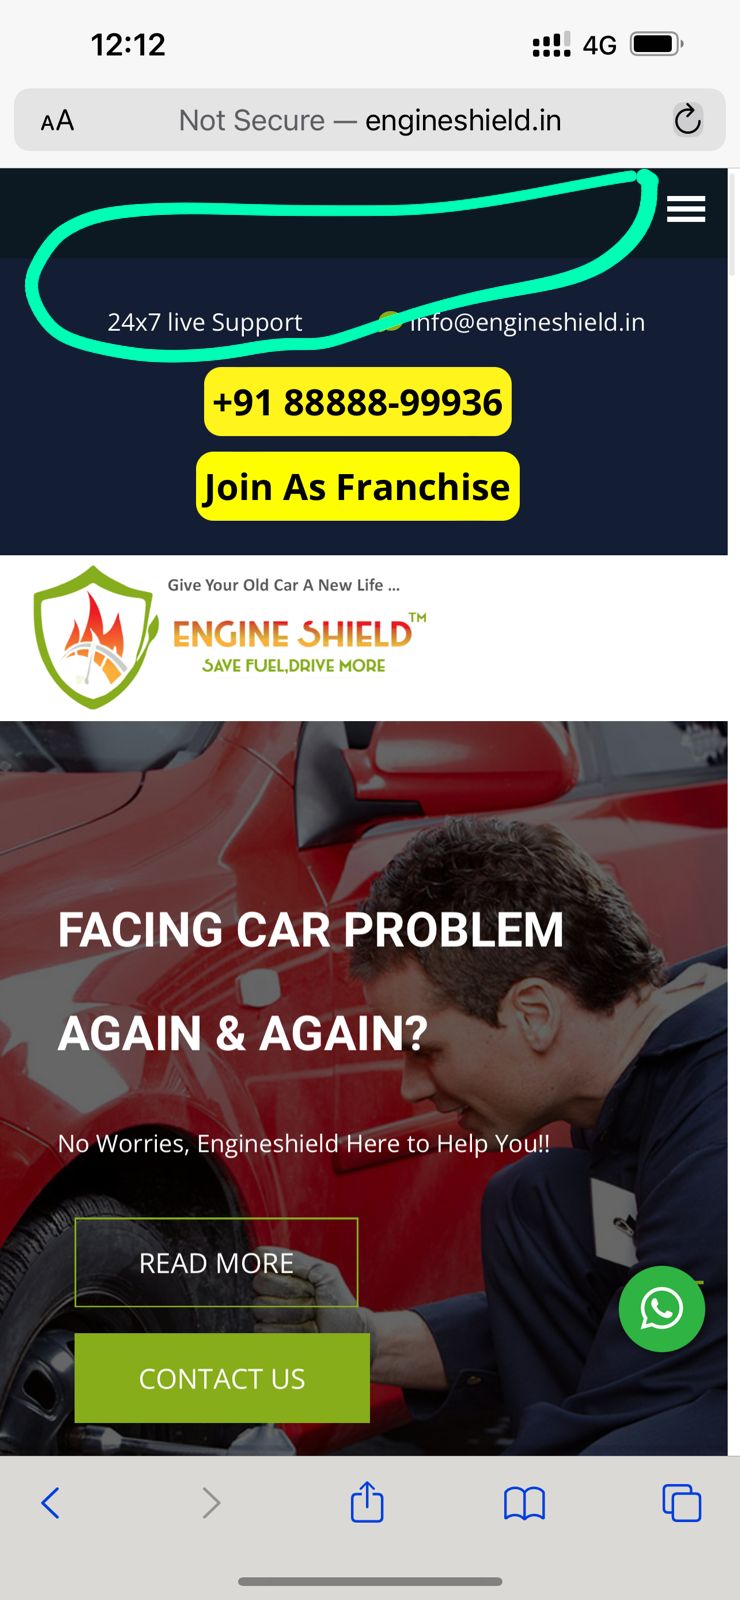 12:12
4G
AA
Not Secure — engineshield.in
24x7 live Support
info@engineshield.in
+91 88888-99936
Join As Franchise
Give Your Old Car A New Life ...
ENGINE SHIELD™
SAVE FUEL,DRIVE MORE
FACING CAR PROBLEM
AGAIN & AGAIN?
No Worries, Engineshield Here to Help You!!
READ MORE
CONTACT US